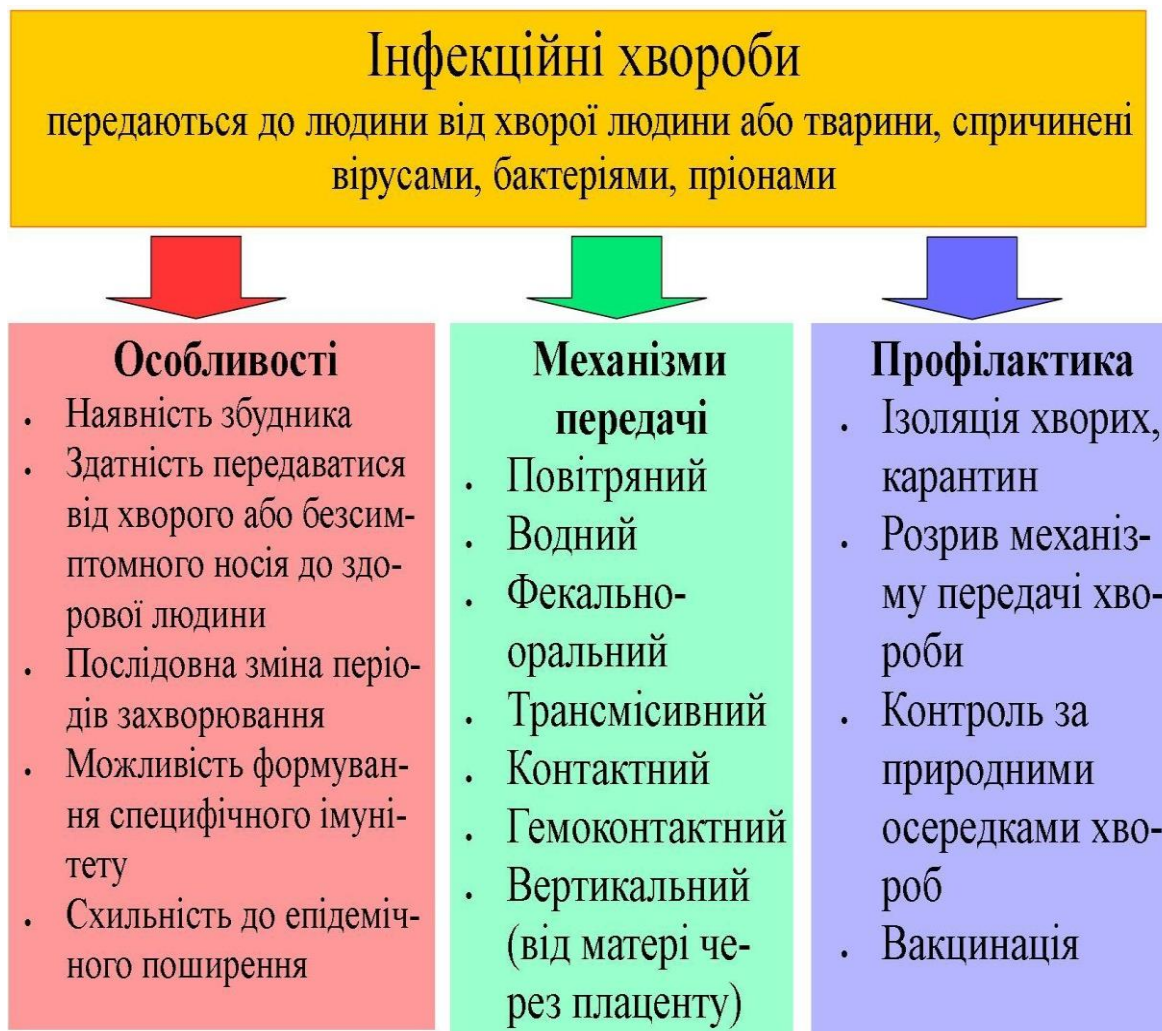 Інфекційні хвороби
передаються до людини від хворої людини або тварини, спричинені
вірусами, бактеріями, пріонами
Особливості
• Наявність збудника
• Здатність передаватися
від хворого або безсим-
птомного носія до здо-
рової людини
• Послідовна зміна періо-
дів захворювання
• Можливість формуван-
ня специфічного імуні-
тету
• Схильність до епідеміч-
ного поширення
Механізми
передачі
• Повітряний
• Водний
• Фекально-
оральний
• Трансмісивний
• Контактний
• Гемоконтактний
• Вертикальний
(від матері че-
рез плаценту)
Профілактика
• Ізоляція хворих,
карантин
• Розрив механіз-
му передачі хво-
роби
• Контроль за
природними
осередками хво-
роб
• Вакцинація